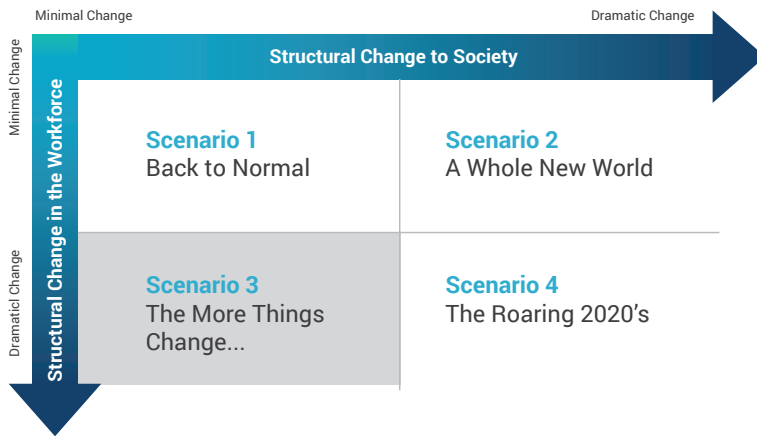 Minimal Change
Dramatic Change
Structural Change to Society
Minimal Change
Structural Change in the Workforce
Dramaticl Change
Scenario 1
Back to Normal
Scenario 2
A Whole New World
Scenario 3
The More Things
Change...
Scenario 4
The Roaring 2020’s